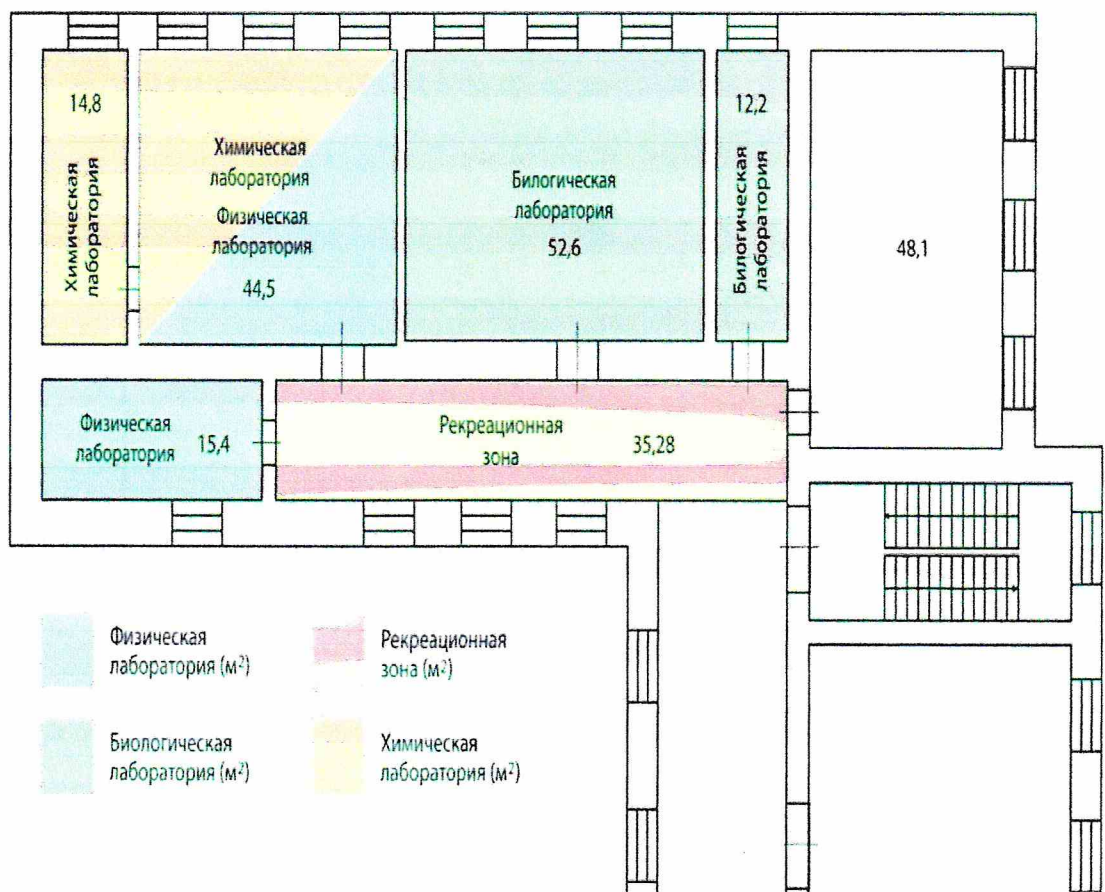 14,8
Химическая
лаборатория
Химическая
лаборатория
Физическая
лаборатория
44,5
Билогическая
лаборатория
52,6
12,2
Билогическая
лаборатория
48,1
Физическая
лаборатория
15,4
Рекреационная
зона
35,28
Физическая
лаборатория (м²)
Рекреационная
зона (м²)
Биологическая
лаборатория (м²)
Химическая
лаборатория (м²)